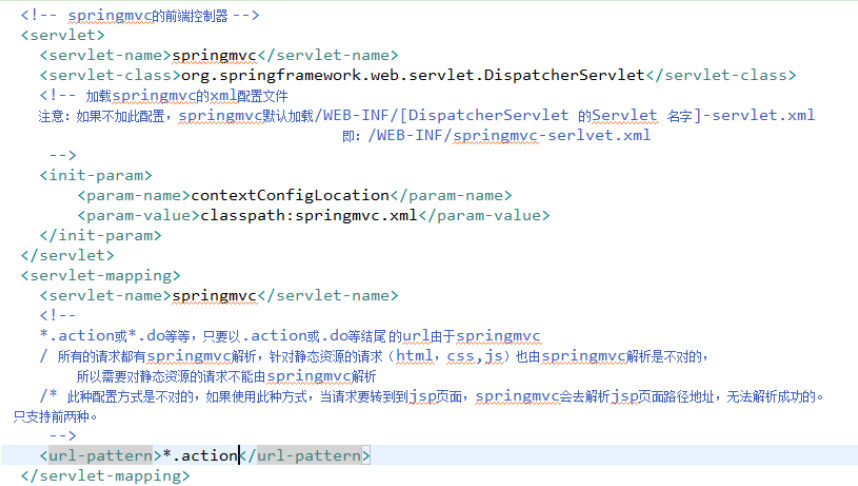 <!-- springmvc的前端控制器 -->
<servlet>
<servlet-name>springmvc</servlet-name>
<servlet-class>org.springframework.web.servlet.DispatcherServlet</servlet-class>
<!-- 加载springmvc的xml配置文件
注意：如果不加此配置，springmvc默认加载/WEB-INF/[DispatcherServlet 的Servlet 名字]-servlet.xml
即：/WEB-INF/springmvc-serlvet.xml
-->
<init-param>
<param-name>contextConfigLocation</param-name>
<param-value>classpath:springmvc.xml</param-value>
</init-param>
</servlet>
<servlet-mapping>
<servlet-name>springmvc</servlet-name>
<!--
*.action或*.do等等，只要以.action或.do等结尾的url由于springmvc
/ 所有的请求都有springmvc解析，针对静态资源的请求（html，css,js）也由springmvc解析是不对的，
所以需要对静态资源的请求不能由springmvc解析
/* 此种配置方式是不对的，如果使用此种方式，当请求要转到到jsp页面，springmvc会去解析jsp页面路径地址，无法解析成功的。
只支持前两种。
-->
<url-pattern>*.action</url-pattern>
</servlet-mapping>